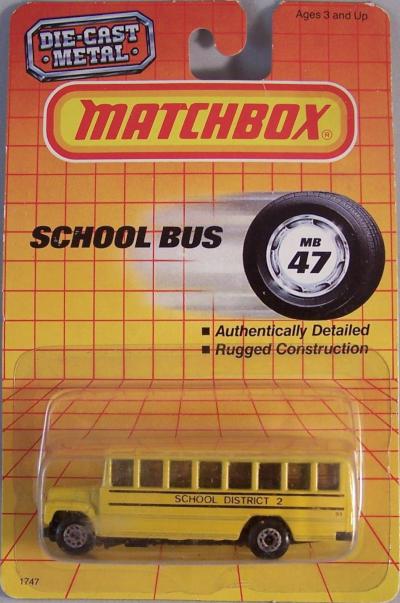 Ages 3 and Up
DIE-CAST
METAL
MATCHBOX®
SCHOOL BUS
MB
47
■ Authentically Detailed
■ Rugged Construction
SCHOOL DISTRICT 2
1747